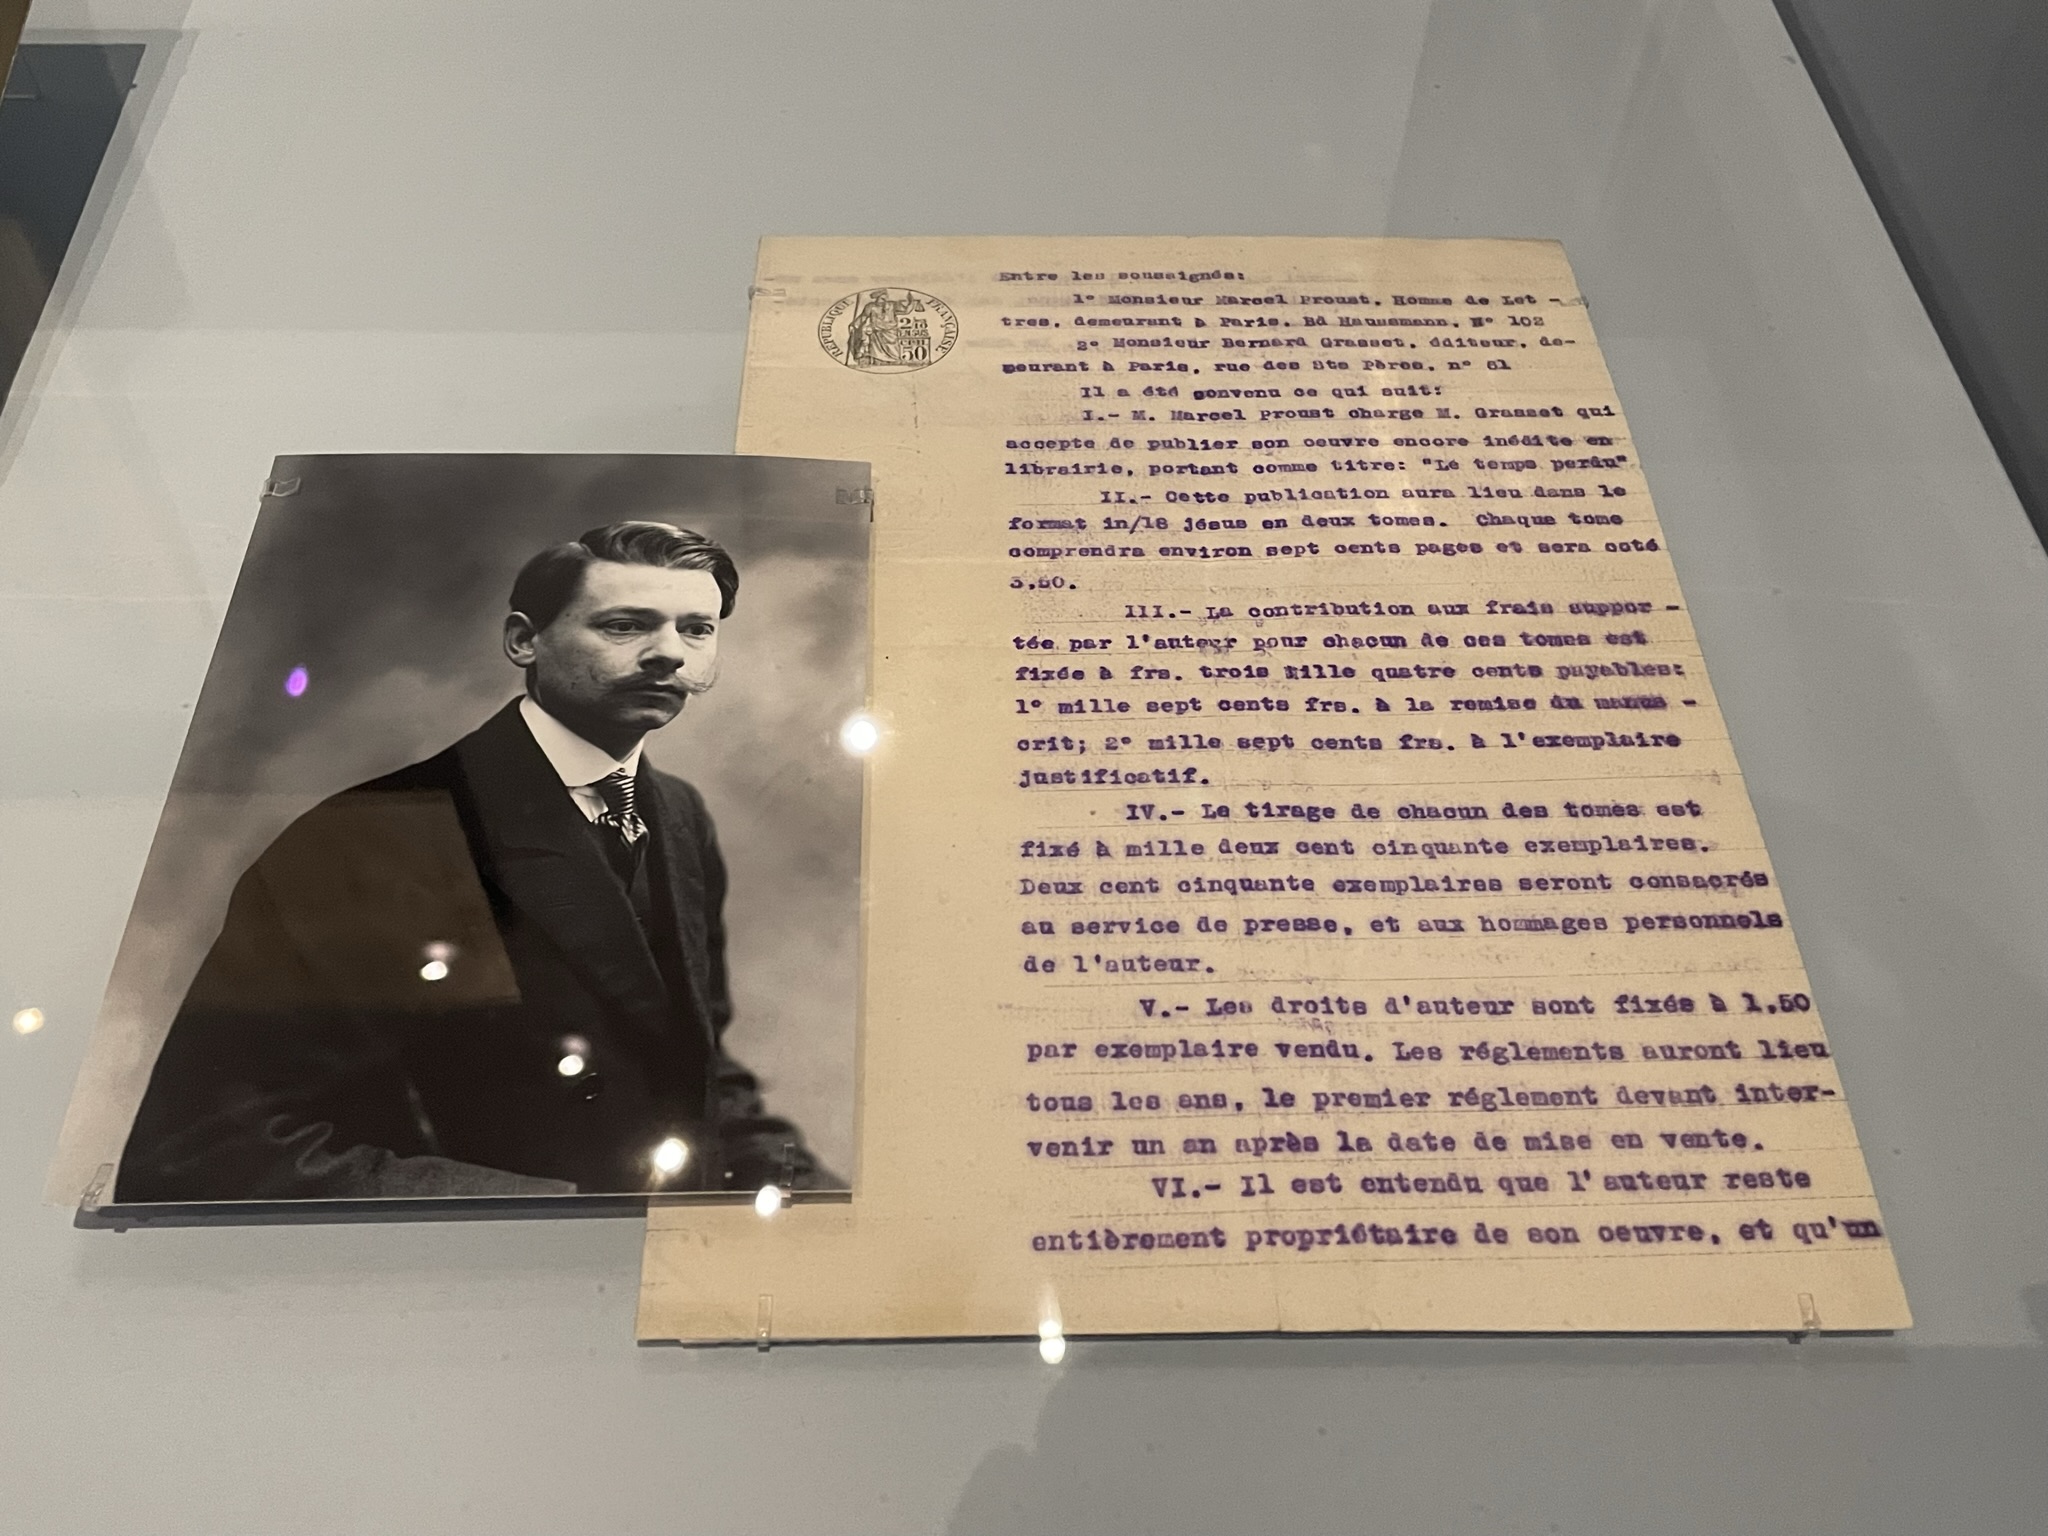 RÉPUBLIQUE FRANÇAISE
50
Entre les soussignés:
1° Monsieur Marcel Proust, Homme de Let -
tres, demeurant à Paris, Bd Haussmann, N° 102
2° Monsieur Bernard Grasset, éditeur, de-
meurant à Paris, rue des Sts Pères, n° 61
Il a été convenu ce qui suit:
I.- M. Marcel Proust charge M. Grasset qui
accepte de publier son oeuvre encore inédite en
librairie, portant comme titre: "Le temps perdu"
II.- Cette publication aura lieu dans le
format in/18 jésus en deux tomes. Chaque tome
comprendra environ sept cents pages et sera coté
3,50.
III.- La contribution aux frais suppor -
tée par l'auteur pour chacun de ces tomes est
fixée à frs. trois Mille quatre cents payables:
1° mille sept cents frs. à la remise du manus -
crit; 2° mille sept cents frs. à l'exemplaire
justificatif.
IV.- Le tirage de chacun des tomes est
fixé à mille deux cent cinquante exemplaires.
Deux cent cinquante exemplaires seront consacrés
au service de presse, et aux hommages personnels
de l'auteur.
V.- Les droits d'auteur sont fixés à 1,50
par exemplaire vendu. Les réglements auront lieu
tous les ans, le premier réglement devant inter-
venir un an après la date de mise en vente.
VI.- Il est entendu que l'auteur reste
entièrement propriétaire de son oeuvre, et qu'un